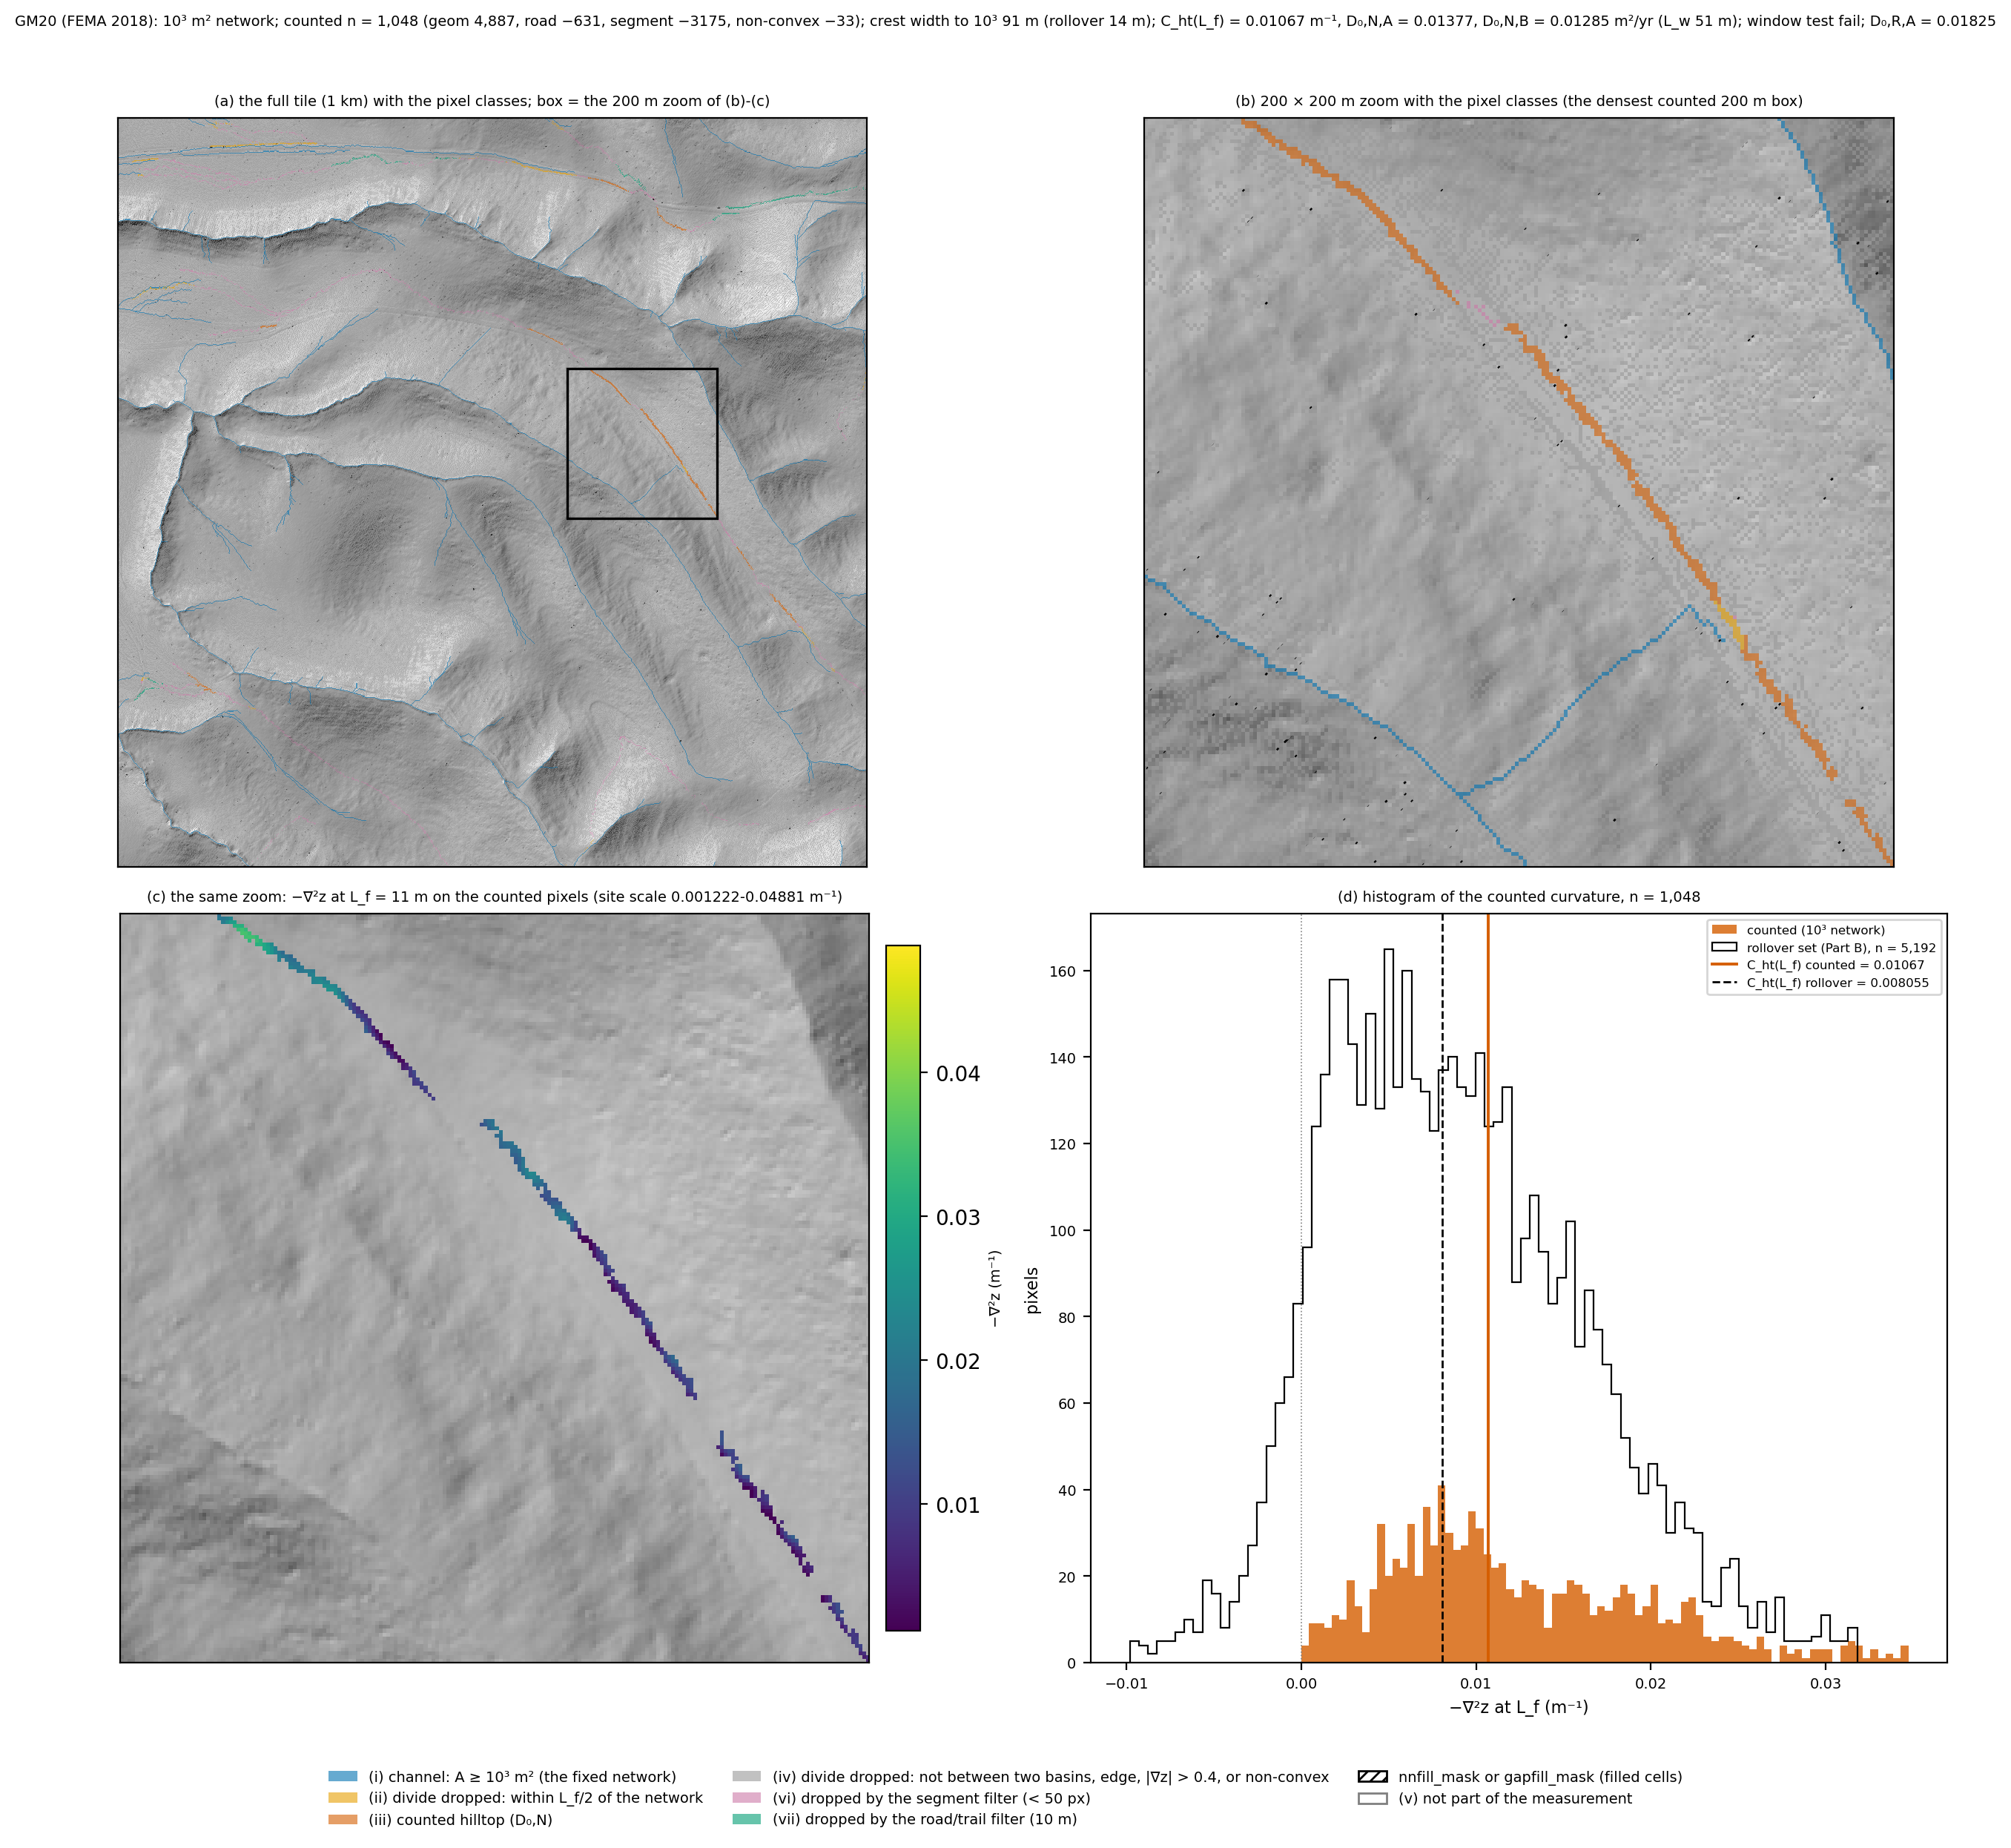 GM20 (FEMA 2018): 10³ m² network; counted n = 1,048 (geom 4,887, road −631, segment −3175, non-convex −33); crest width to 10³ 91 m (rollover 14 m); C_ht(L_f) = 0.01067 m⁻¹, D₀,N,A = 0.01377, D₀,N,B = 0.01285 m²/yr (L_w 51 m); window test fail; D₀,R,A = 0.01825
(a) the full tile (1 km) with the pixel classes; box = the 200 m zoom of (b)-(c)
(b) 200 × 200 m zoom with the pixel classes (the densest counted 200 m box)
(c) the same zoom: −∇²z at L_f = 11 m on the counted pixels (site scale 0.001222-0.04881 m⁻¹)
0.04
0.03
0.02
0.01
−∇²z (m⁻¹)
(d) histogram of the counted curvature, n = 1,048
counted (10³ network)
rollover set (Part B), n = 5,192
C_ht(L_f) counted = 0.01067
C_ht(L_f) rollover = 0.008055
160
140
120
100
80
60
40
20
0
pixels
−0.01
0.00
0.01
0.02
0.03
−∇²z at L_f (m⁻¹)
(i) channel: A ≥ 10³ m² (the fixed network)
(ii) divide dropped: within L_f/2 of the network
(iii) counted hilltop (D₀,N)
(iv) divide dropped: not between two basins, edge, |∇z| > 0.4, or non-convex
(vi) dropped by the segment filter (< 50 px)
(vii) dropped by the road/trail filter (10 m)
nnfill_mask or gapfill_mask (filled cells)
(v) not part of the measurement